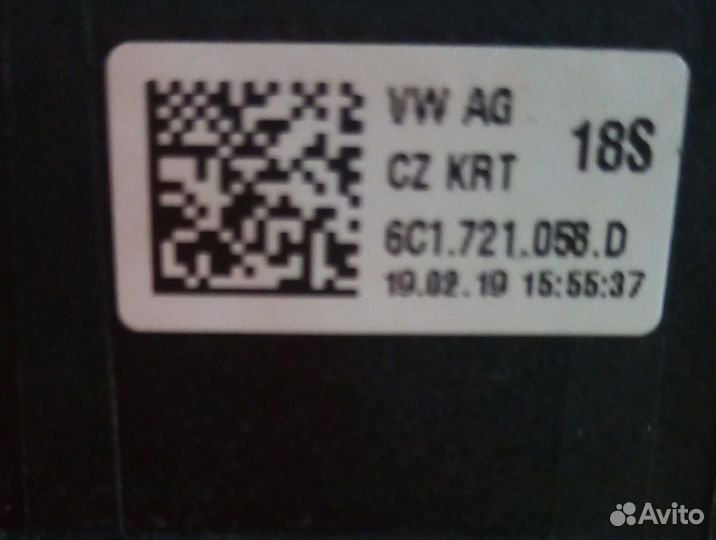 VW AG
CZ KRT 18S
6C1.721.058.D
19.02.19 15:55:37
Avito